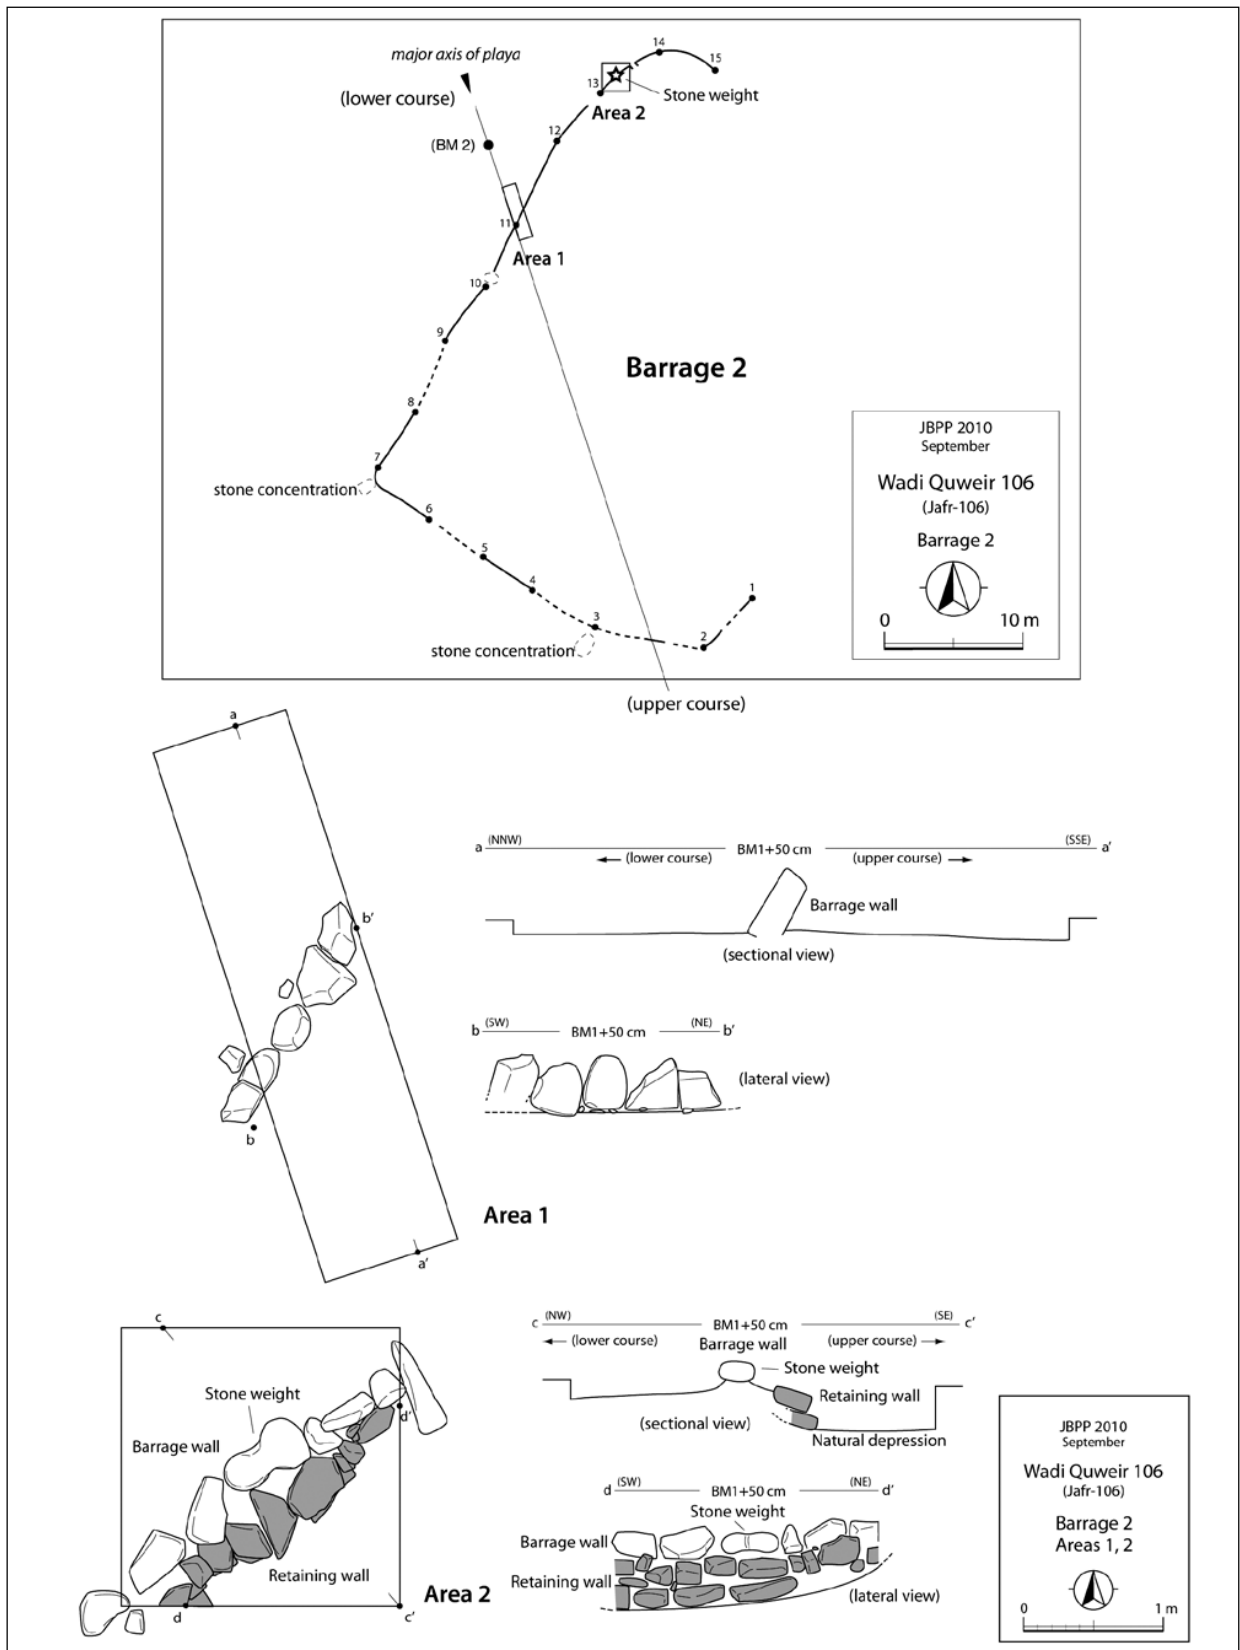 major axis of playa
(lower course)
(BM 2)
14
15
13
Stone weight
Area 2
12
11
Area 1
10
9
Barrage 2
8
7
stone concentration
6
5
4
3
stone concentration
2
1
(upper course)
JBPP 2010
September
Wadi Quweir 106
(Jafr-106)
Barrage 2
0 10 m
a
b'
b
a'
Area 1
a (NNW) BM1+50 cm (SSE) a'
(lower course) (upper course)
Barrage wall
(sectional view)
b (SW) BM1+50 cm (NE) b'
(lateral view)
c
Stone weight
d'
Barrage wall
Retaining wall
d
c'
Area 2
c (NW) BM1+50 cm (SE) c'
(lower course) Barrage wall (upper course)
Stone weight
Retaining wall
(sectional view)
Natural depression
d (SW) BM1+50 cm (NE) d'
Stone weight
Barrage wall
Retaining wall
(lateral view)
JBPP 2010
September
Wadi Quweir 106
(Jafr-106)
Barrage 2
Areas 1, 2
0 1 m